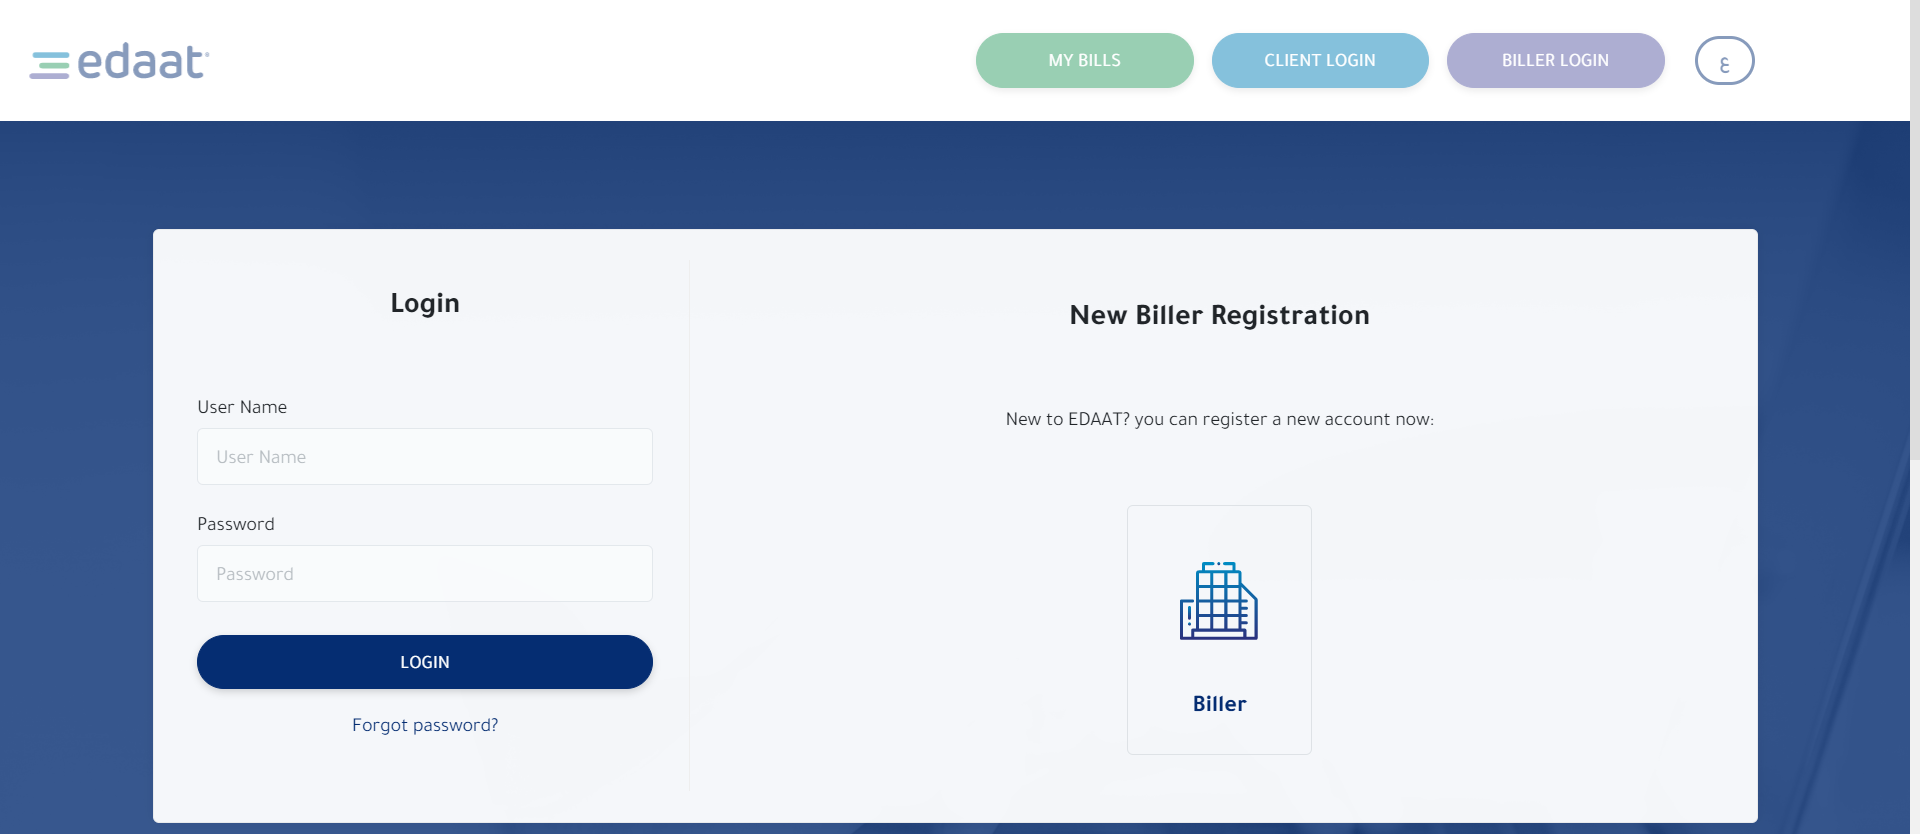 edaat
MY BILLS
CLIENT LOGIN
BILLER LOGIN
ع
Login
User Name
User Name
Password
Password
LOGIN
Forgot password?
New Biller Registration
New to EDAAT? you can register a new account now:
Biller